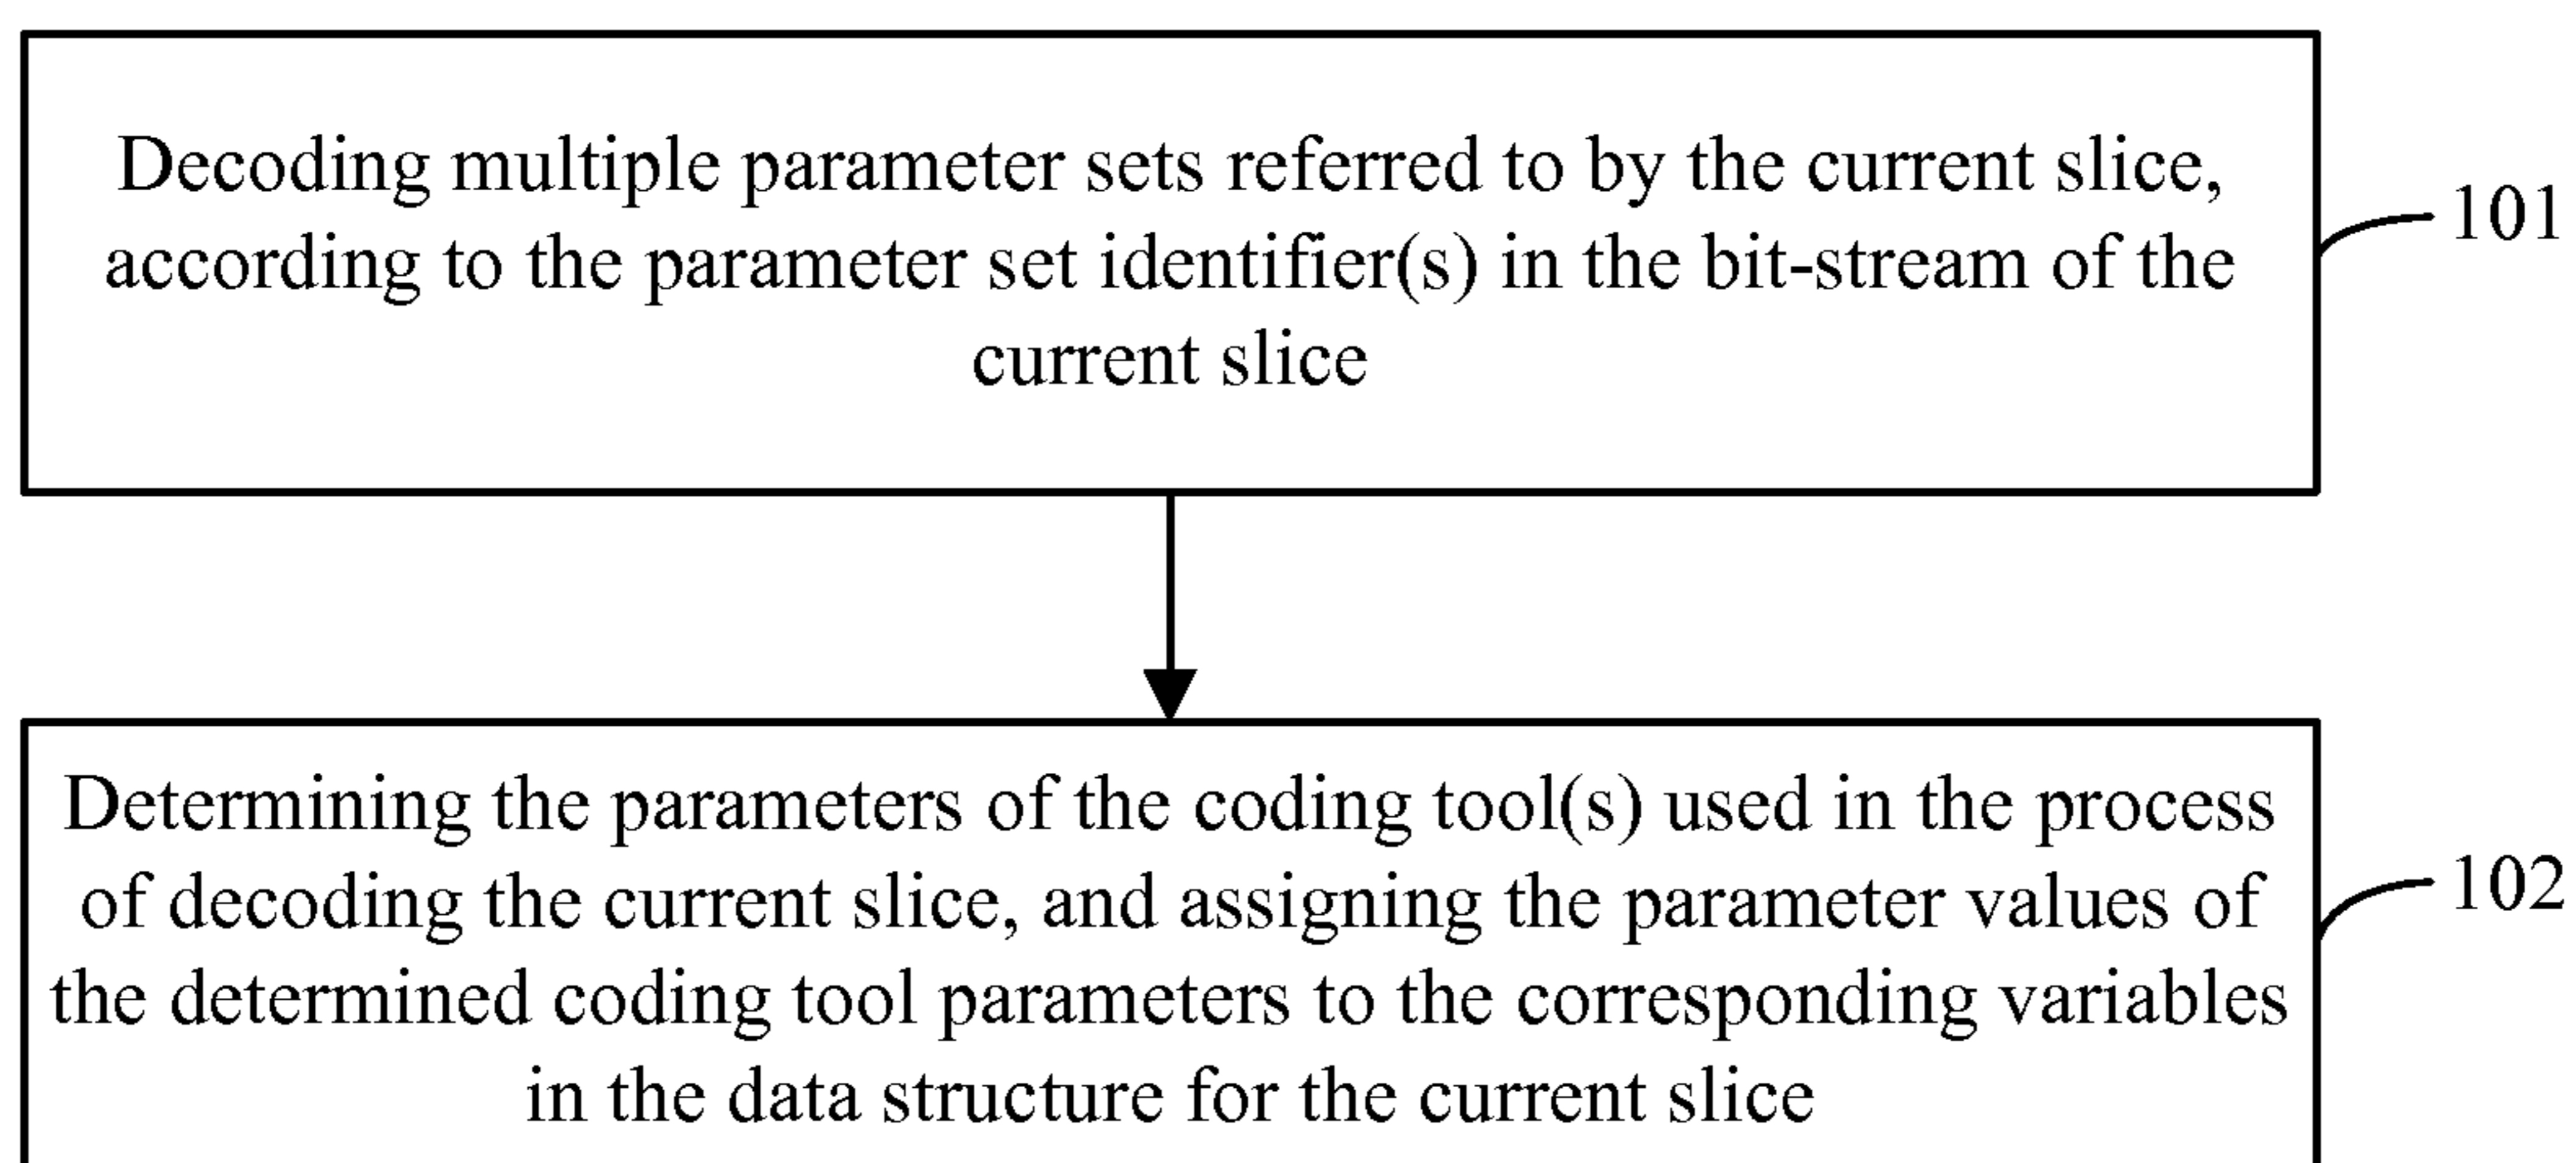 Decoding multiple parameter sets referred to by the current slice,
according to the parameter set identifier(s) in the bit-stream of the
current slice
101
Determining the parameters of the coding tool(s) used in the process
of decoding the current slice, and assigning the parameter values of
the determined coding tool parameters to the corresponding variables
in the data structure for the current slice
102